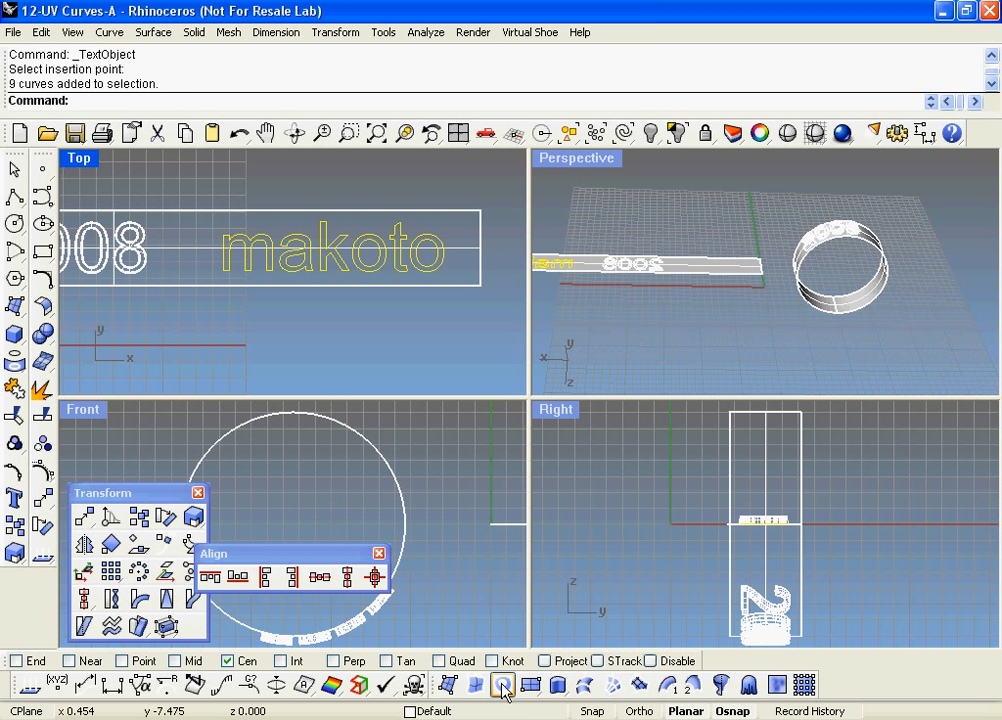 12-UV Curves-A - Rhinoceros (Not For Resale Lab)
File Edit View Curve Surface Solid Mesh Dimension Transform Tools Analyze Render Virtual Shoe Help
Command: _TextObject
Select insertion point:
9 curves added to selection.
Command:
Top
Perspective
008 makoto
2008
y
x
y
x
z
Front
Right
Transform
Align
2
z
y
End Near Point Mid Cen Int Perp Tan Quad Knot Project STrack Disable
CPlane x 0.454 y -7.475 z 0.000 Default Snap Ortho Planar Osnap Record History